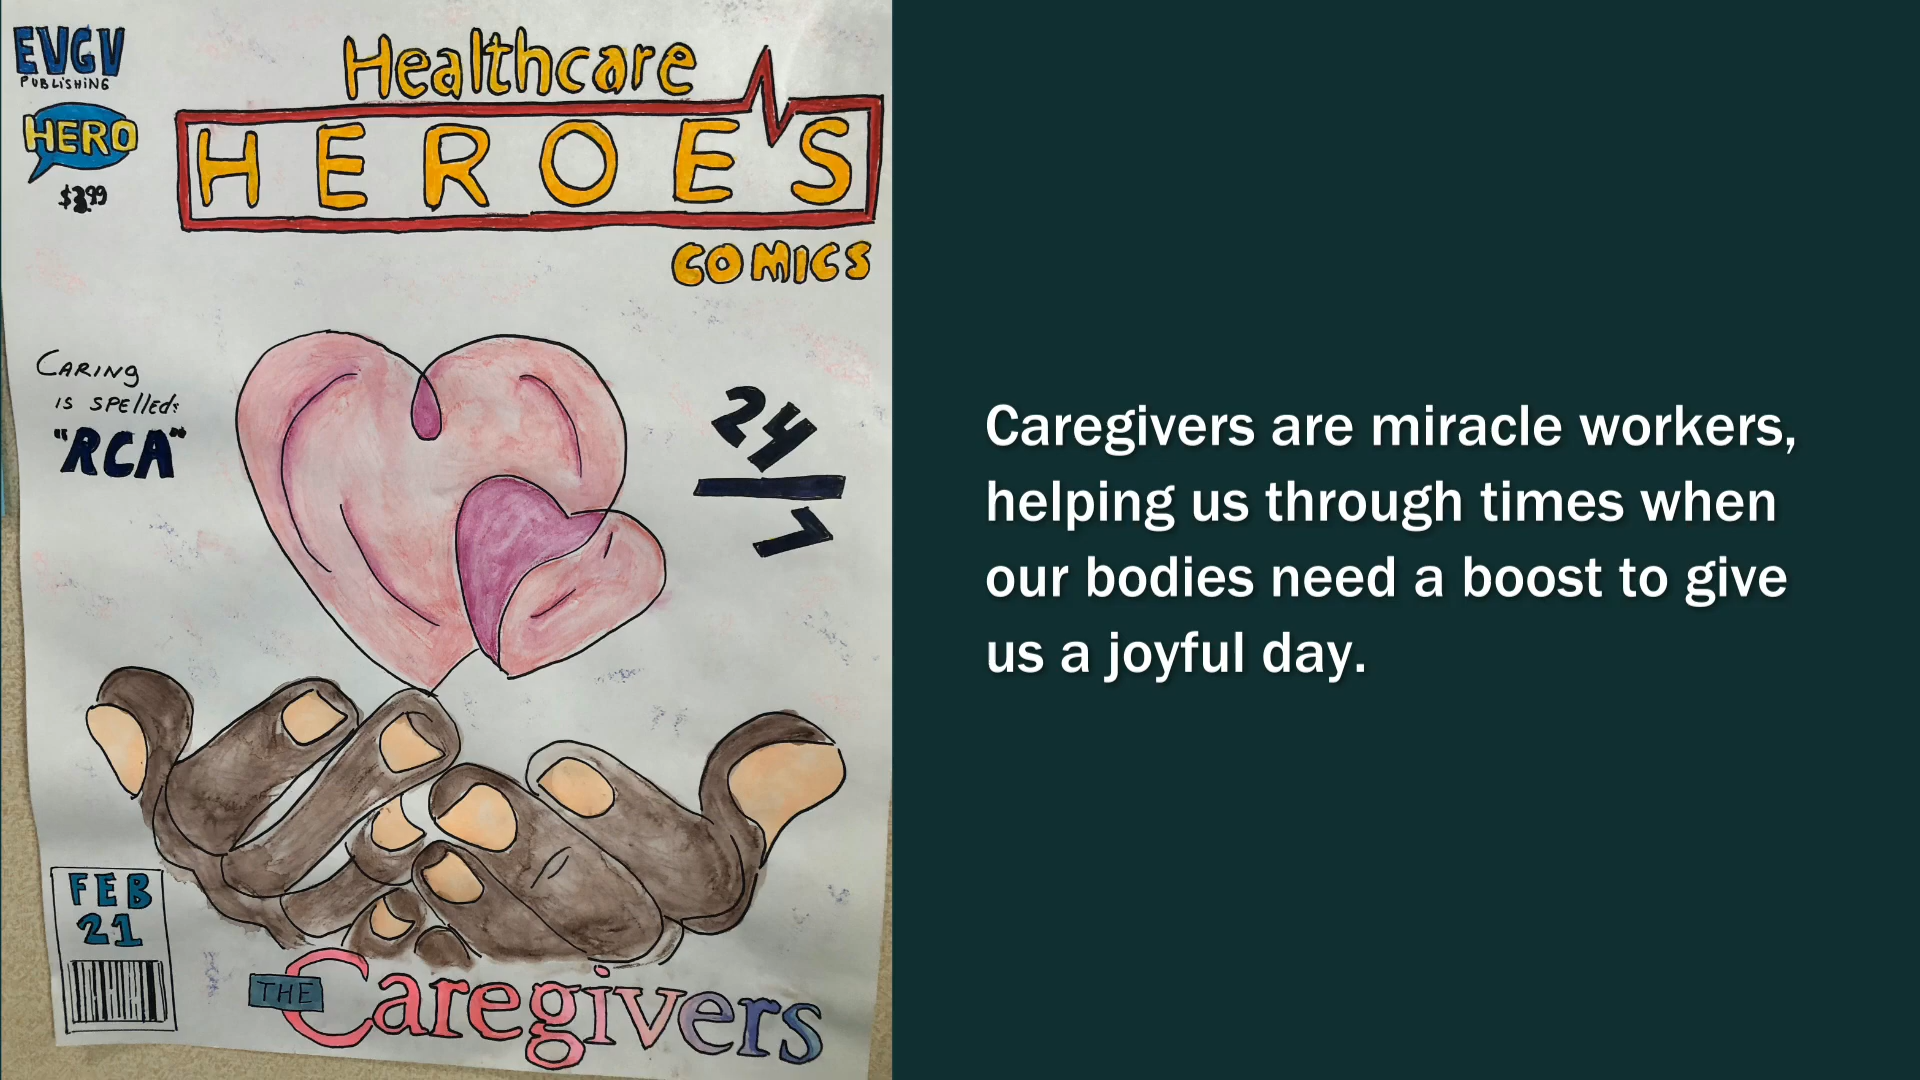 EVGV
PUBLISHING
HERO
$3.99
Healthcare
HEROES
COMICS
CARING
IS SPELLED:
"RCA"
24
7
FEB
21
THE Caregivers
Caregivers are miracle workers,
helping us through times when
our bodies need a boost to give
us a joyful day.